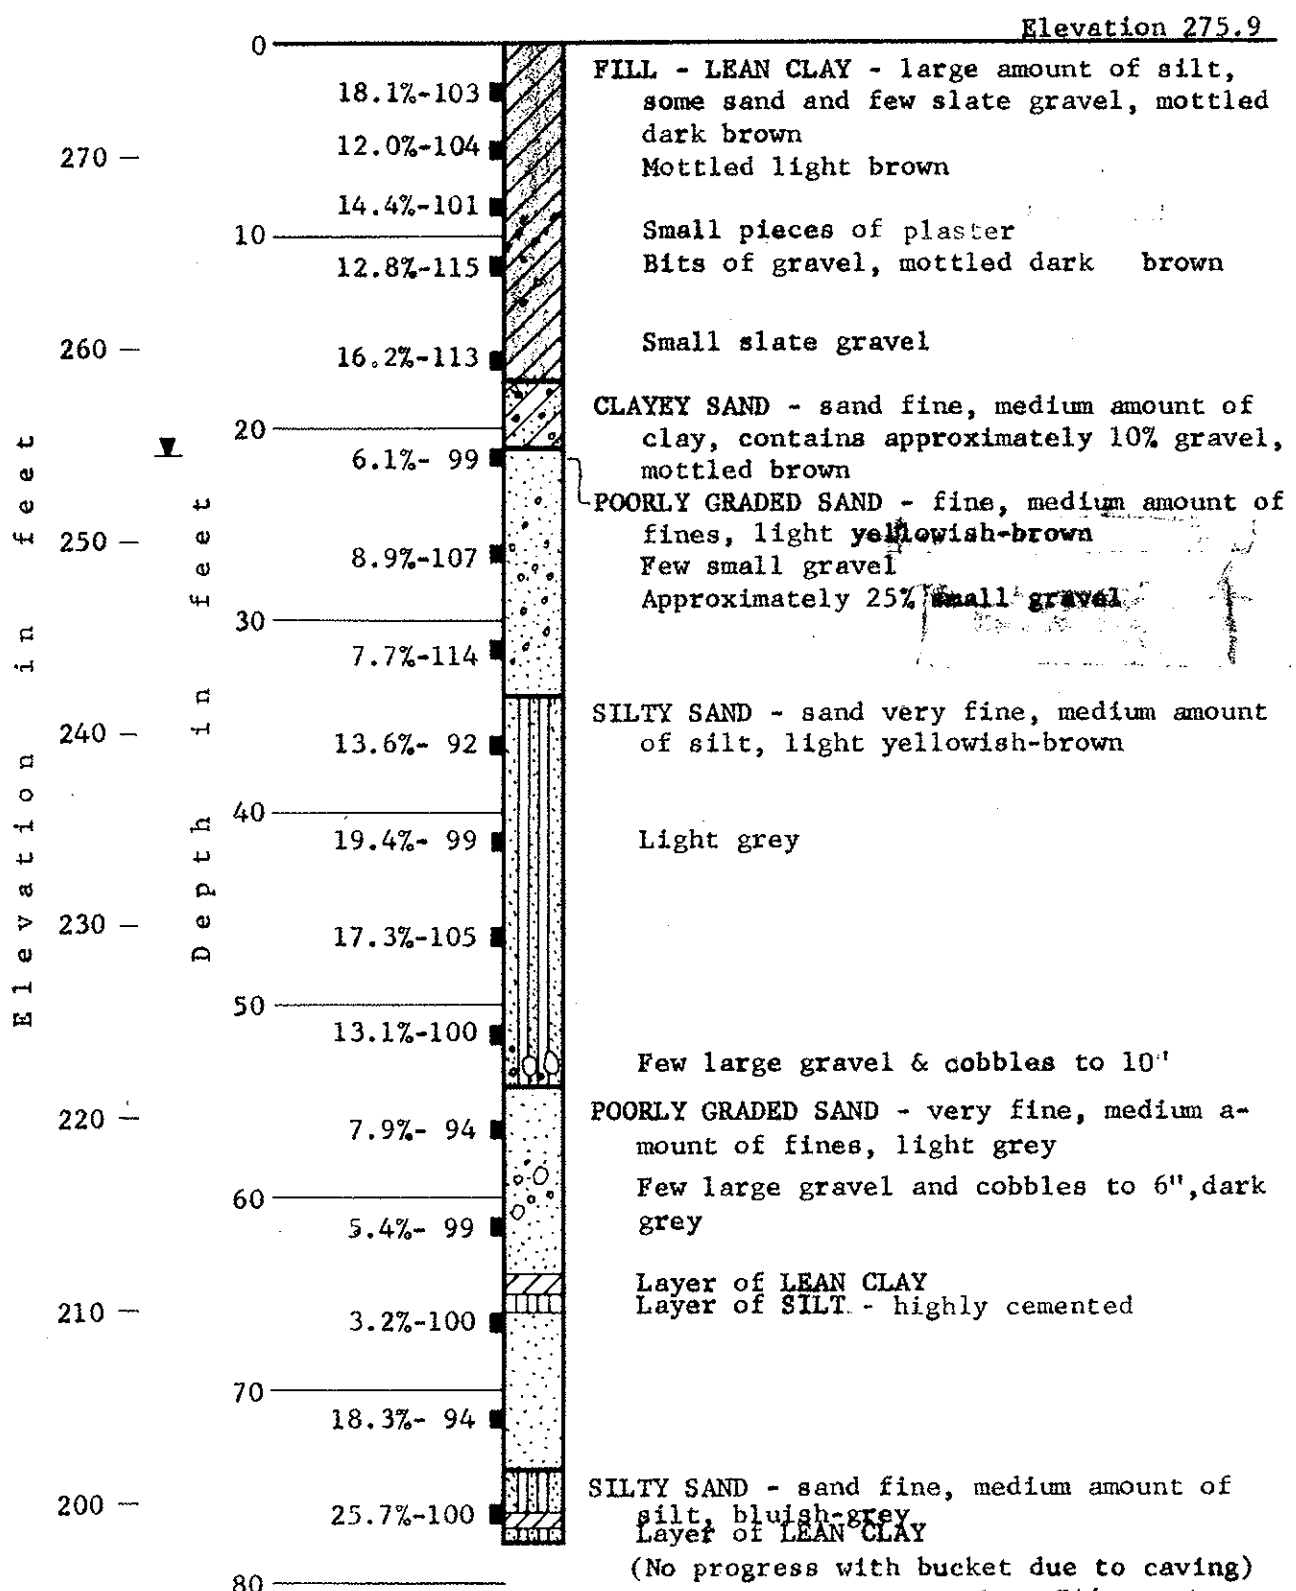 Elevation 275.9
0
FILL - LEAN CLAY - large amount of silt,
18.1%-103
some sand and few slate gravel, mottled
dark brown
12.0%-104
270 —
Mottled light brown
14.4%-101
10
Small pieces of plaster
12.8%-115
Bits of gravel, mottled dark brown
260 —
16.2%-113
Small slate gravel
CLAYEY SAND - sand fine, medium amount of
20
clay, contains approximately 10% gravel,
6.1%- 99
mottled brown
POORLY GRADED SAND - fine, medium amount of
250 —
fines, light yellowish-brown
8.9%-107
Few small gravel
Approximately 25% small gravel
30
7.7%-114
SILTY SAND - sand very fine, medium amount
240 —
13.6%- 92
of silt, light yellowish-brown
40
19.4%- 99
Light grey
230 —
17.3%-105
50
13.1%-100
Few large gravel & cobbles to 10"
220 —
POORLY GRADED SAND - very fine, medium a-
7.9%- 94
mount of fines, light grey
60
Few large gravel and cobbles to 6",dark
5.4%- 99
grey
Layer of LEAN CLAY
210 —
Layer of SILT - highly cemented
3.2%-100
70
18.3%- 94
SILTY SAND - sand fine, medium amount of
200 —
25.7%-100
silt, bluish-grey
Layer of LEAN CLAY
(No progress with bucket due to caving)
80
Elevation in feet
Depth in feet